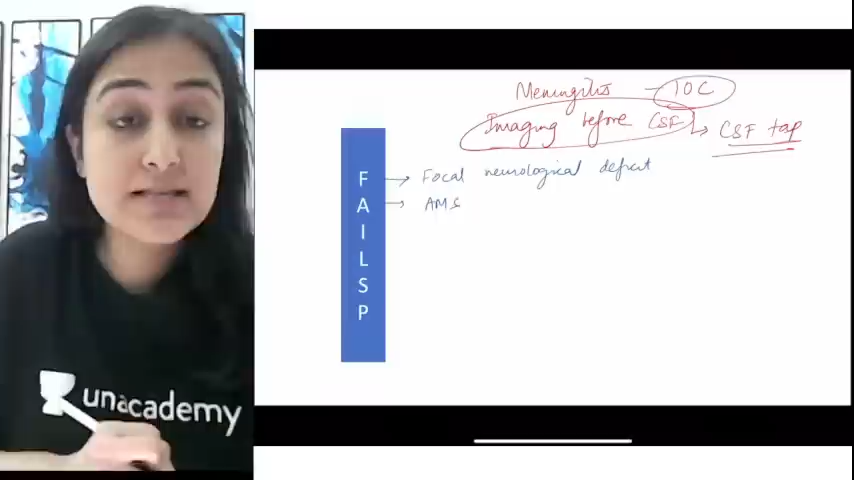 Meningitis - IOC
Imaging before CSF → CSF tap
F → Focal neurological deficit
A → AMS
I
L
S
P
unacademy